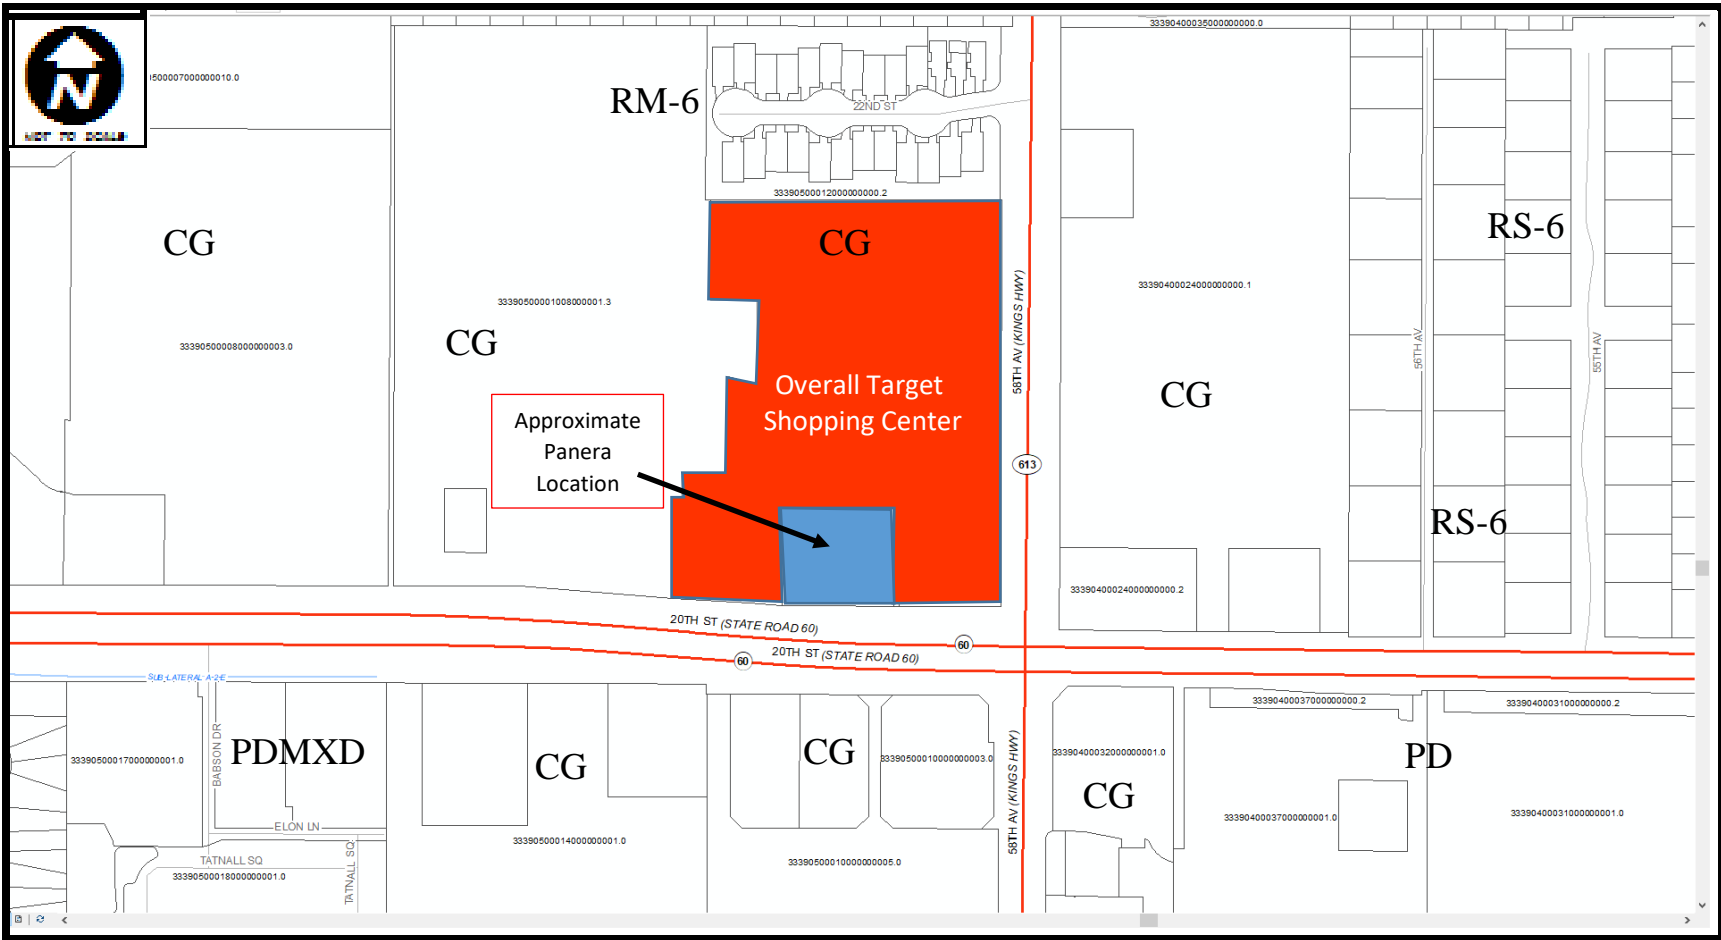 N
NOT TO SCALE
33390400035000000000.0
500007000000010.0
RM-6
22ND ST
33390500012000000000.2
CG
CG
RS-6
33390400024000000000.1
33390500001008000001.3
CG
33390500008000000003.0
58TH AV (KINGS HWY)
56TH AV
55TH AV
Overall Target
Shopping Center
CG
Approximate
Panera
Location
613
RS-6
33390400024000000000.2
20TH ST (STATE ROAD 60)
60
20TH ST (STATE ROAD 60)
60
SUB-LATERAL A-2-E
33390400037000000000.2
33390400031000000000.2
BABSON DR
PDMXD
CG
CG
PD
33390500017000000001.0
33390500010000000003.0
33390400032000000001.0
CG
58TH AV (KINGS HWY)
ELON LN
33390400037000000001.0
33390400031000000001.0
33390500014000000001.0
TATNALL SQ
33390500010000000005.0
33390500018000000001.0
TATNALL SQ